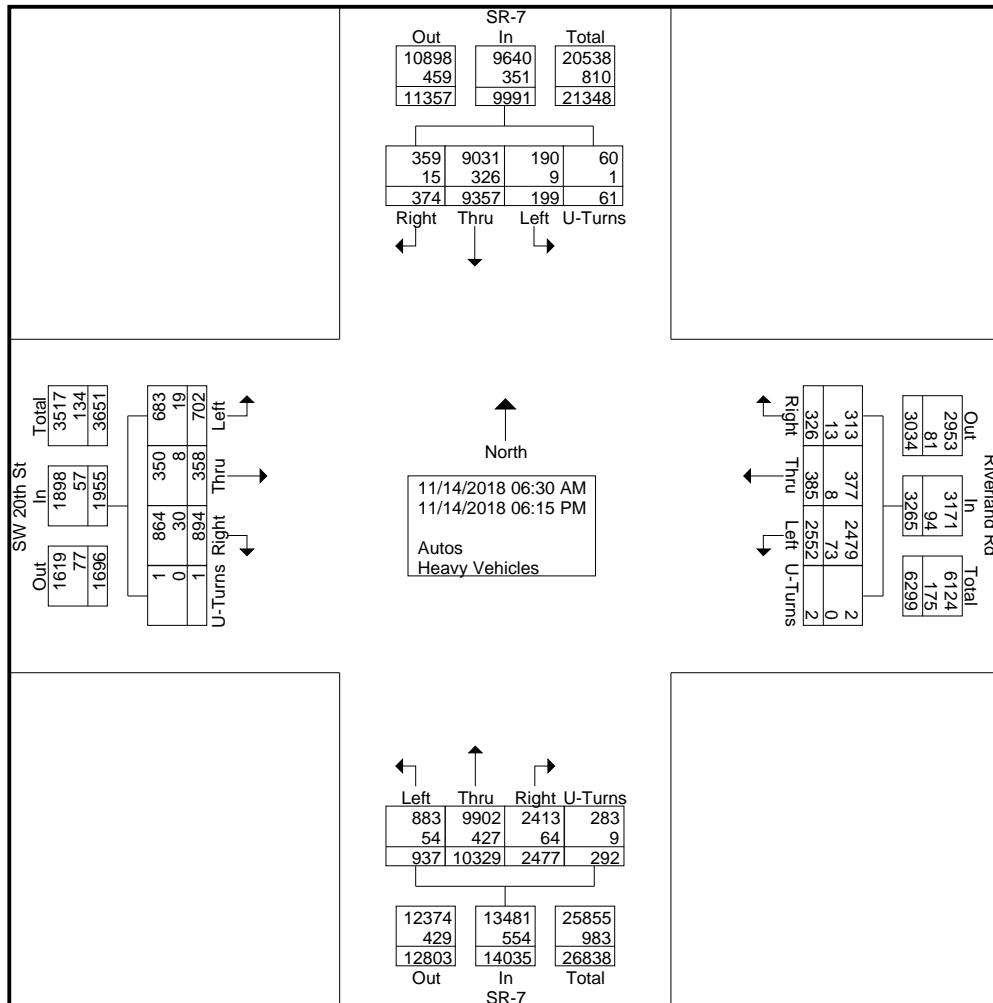 SR-7
Out In Total
10898 9640 20538
459 351 810
11357 9991 21348
359 9031 190 60
15 326 9 1
374 9357 199 61
Right Thru Left U-Turns
SW 20th St
Total In Out
3517 1898 1619
134 57 77
3651 1955 1696
683 350 864 1
19 8 30 0
702 358 894 1
Left Thru Right U-Turns
North
11/14/2018 06:30 AM
11/14/2018 06:15 PM
Autos
Heavy Vehicles
Right Thru Left U-Turns
313 377 2479 2
13 8 73 0
326 385 2552 2
Out In Total
2953 3171 6124
81 94 175
3034 3265 6299
Riverland Rd
Left Thru Right U-Turns
883 9902 2413 283
54 427 64 9
937 10329 2477 292
12374 13481 25855
429 554 983
12803 14035 26838
Out In Total
SR-7